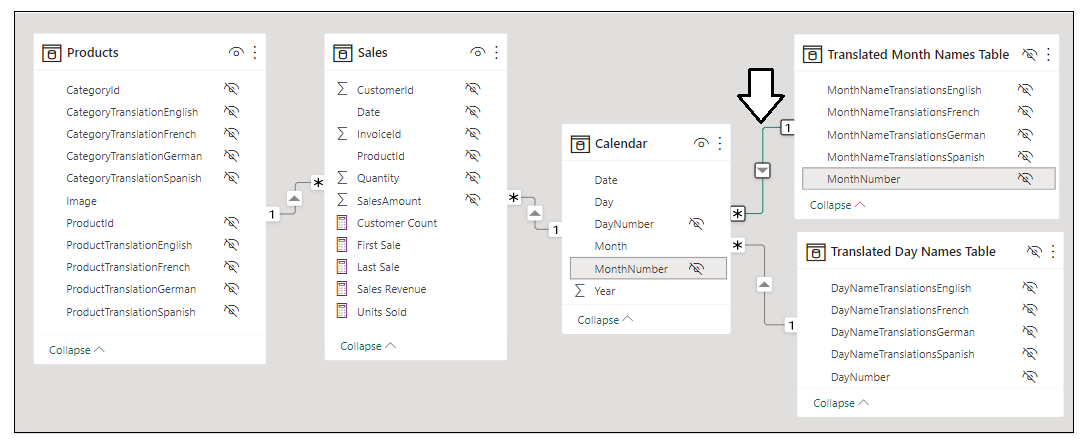 Products
CategoryId
CategoryTranslationEnglish
CategoryTranslationFrench
CategoryTranslationGerman
CategoryTranslationSpanish
Image
ProductId
ProductTranslationEnglish
ProductTranslationFrench
ProductTranslationGerman
ProductTranslationSpanish
Collapse
1
*
Sales
CustomerId
Date
InvoiceId
ProductId
Quantity
SalesAmount
Customer Count
First Sale
Last Sale
Sales Revenue
Units Sold
Collapse
*
1
Calendar
Date
Day
DayNumber
Month
MonthNumber
Year
Collapse
*
1
*
1
Translated Month Names Table
MonthNameTranslationsEnglish
MonthNameTranslationsFrench
MonthNameTranslationsGerman
MonthNameTranslationsSpanish
MonthNumber
Collapse
Translated Day Names Table
DayNameTranslationsEnglish
DayNameTranslationsFrench
DayNameTranslationsGerman
DayNameTranslationsSpanish
DayNumber
Collapse